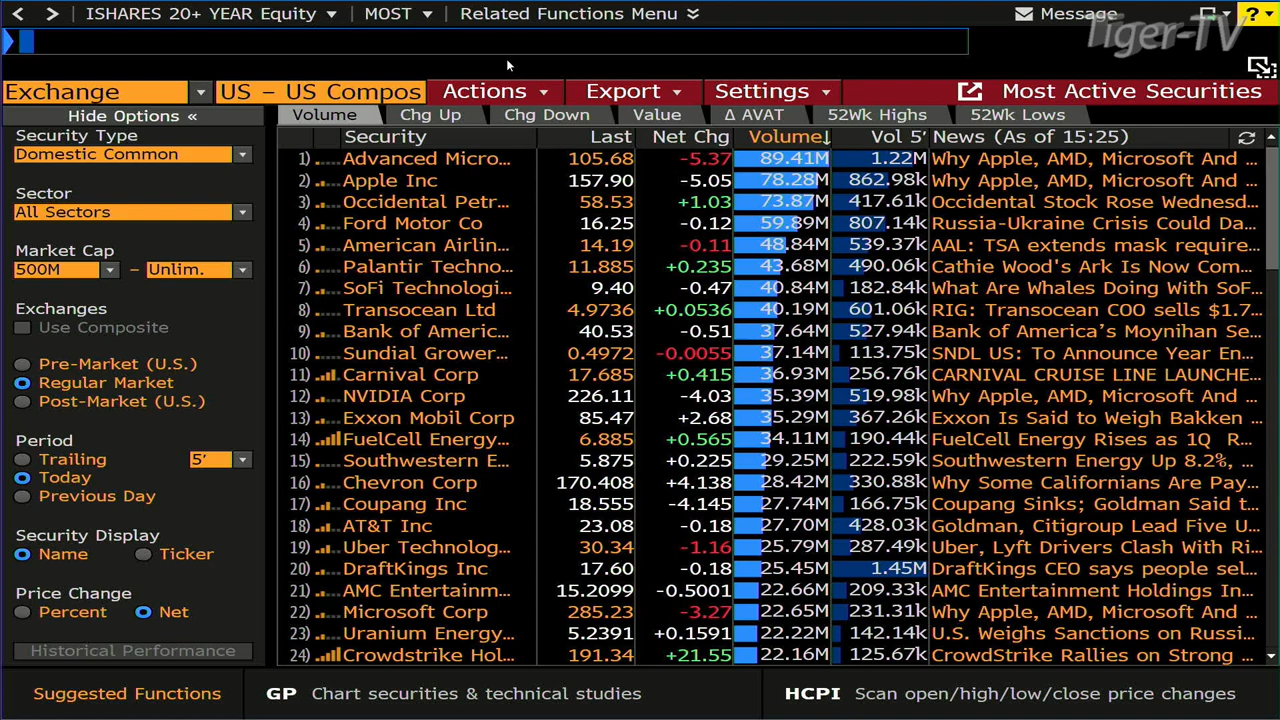 ISHARES 20+ YEAR Equity MOST Related Functions Menu Message ?
Tiger-TV
Exchange US - US Compos Actions Export Settings Most Active Securities
Hide Options «
Volume Chg Up Chg Down Value Δ AVAT 52Wk Highs 52Wk Lows
Security Last Net Chg Volume↓ Vol 5' News (As of 15:25)
Security Type
Domestic Common
Sector
All Sectors
Market Cap
500M - Unlim.
Exchanges
Use Composite
Pre-Market (U.S.)
Regular Market
Post-Market (U.S.)
Period
Trailing 5'
Today
Previous Day
Security Display
Name Ticker
Price Change
Percent Net
Historical Performance
1) Advanced Micro... 105.68 -5.37 89.41M 1.22M Why Apple, AMD, Microsoft And ...
2) Apple Inc 157.90 -5.05 78.28M 862.98k Why Apple, AMD, Microsoft And ...
3) Occidental Petr... 58.53 +1.03 73.87M 417.61k Occidental Stock Rose Wednesd...
4) Ford Motor Co 16.25 -0.12 59.89M 807.14k Russia-Ukraine Crisis Could Da...
5) American Airlin... 14.19 -0.11 48.84M 539.37k AAL: TSA extends mask require...
6) Palantir Techno... 11.885 +0.235 43.68M 490.06k Cathie Wood's Ark Is Now Com...
7) SoFi Technologi... 9.40 -0.47 40.84M 182.84k What Are Whales Doing With SoF...
8) Transocean Ltd 4.9736 +0.0536 40.19M 601.06k RIG: Transocean COO sells $1.7...
9) Bank of Americ... 40.53 -0.51 37.64M 527.94k Bank of America's Moynihan Se...
10) Sundial Grower... 0.4972 -0.0055 37.14M 113.75k SNDL US: To Announce Year En...
11) Carnival Corp 17.685 +0.415 36.93M 256.76k CARNIVAL CRUISE LINE LAUNCHE...
12) NVIDIA Corp 226.11 -4.03 35.39M 519.98k Why Apple, AMD, Microsoft And ...
13) Exxon Mobil Corp 85.47 +2.68 35.29M 367.26k Exxon Is Said to Weigh Bakken ...
14) FuelCell Energy... 6.885 +0.565 34.11M 190.44k FuelCell Energy Rises as 1Q R...
15) Southwestern E... 5.875 +0.225 29.25M 222.59k Southwestern Energy Up 8.2%, ...
16) Chevron Corp 170.408 +4.138 28.42M 330.88k Why Some Californians Are Pay...
17) Coupang Inc 18.555 -4.145 27.74M 166.75k Coupang Sinks; Goldman Said t...
18) AT&T Inc 23.08 -0.18 27.70M 428.03k Goldman, Citigroup Lead Five U...
19) Uber Technolog... 30.34 -1.16 25.79M 287.49k Uber, Lyft Drivers Clash With Ri...
20) DraftKings Inc 17.60 -0.18 25.45M 1.45M DraftKings CEO says people sel...
21) AMC Entertainm... 15.2099 -0.5001 22.66M 209.33k AMC Entertainment Holdings In...
22) Microsoft Corp 285.23 -3.27 22.65M 231.31k Why Apple, AMD, Microsoft And ...
23) Uranium Energy... 5.2391 +0.1591 22.22M 142.14k U.S. Weighs Sanctions on Russi...
24) Crowdstrike Hol... 191.34 +21.55 22.16M 125.67k CrowdStrike Rallies on Strong ...
Suggested Functions GP Chart securities & technical studies HCPI Scan open/high/low/close price changes